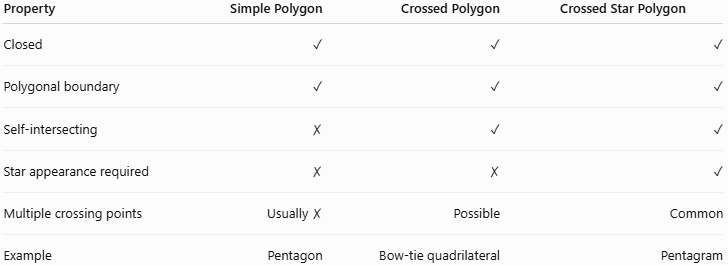 Property Simple Polygon Crossed Polygon Crossed Star Polygon
Closed ✓ ✓ ✓
Polygonal boundary ✓ ✓ ✓
Self-intersecting ✗ ✓ ✓
Star appearance required ✗ ✗ ✓
Multiple crossing points Usually ✗ Possible Common
Example Pentagon Bow-tie quadrilateral Pentagram